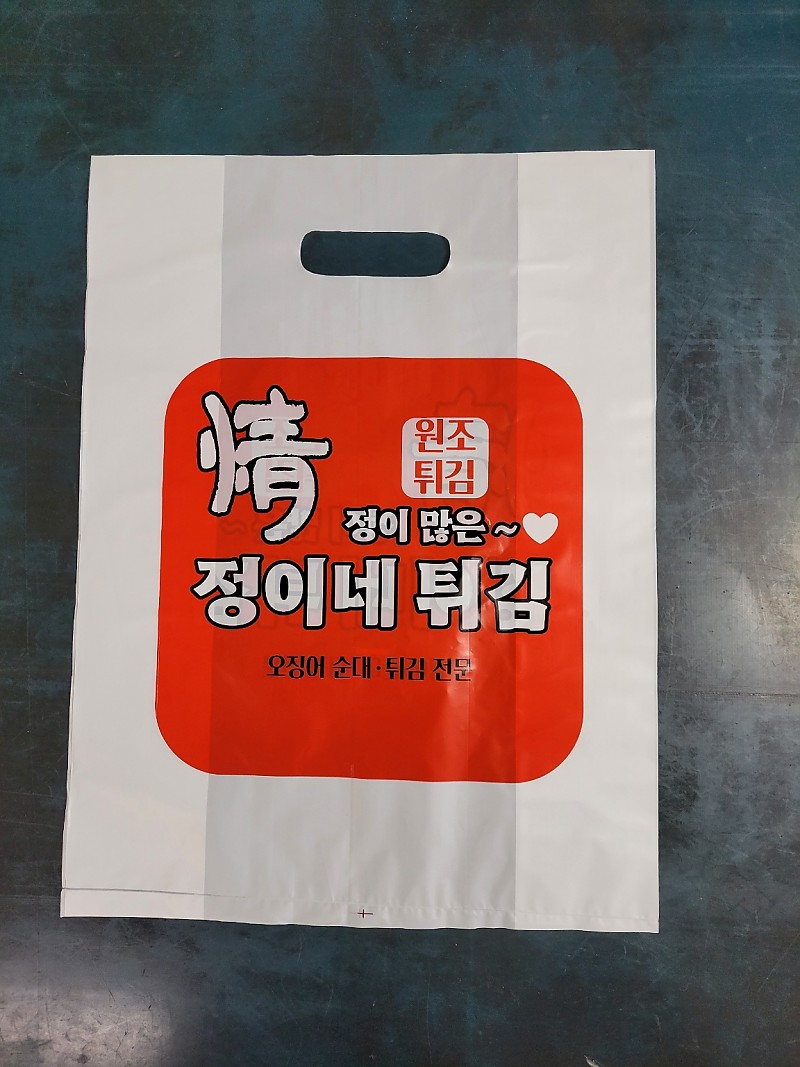 情
원조
튀김
정이 많은~♥
정이네 튀김
오징어 순대·튀김 전문